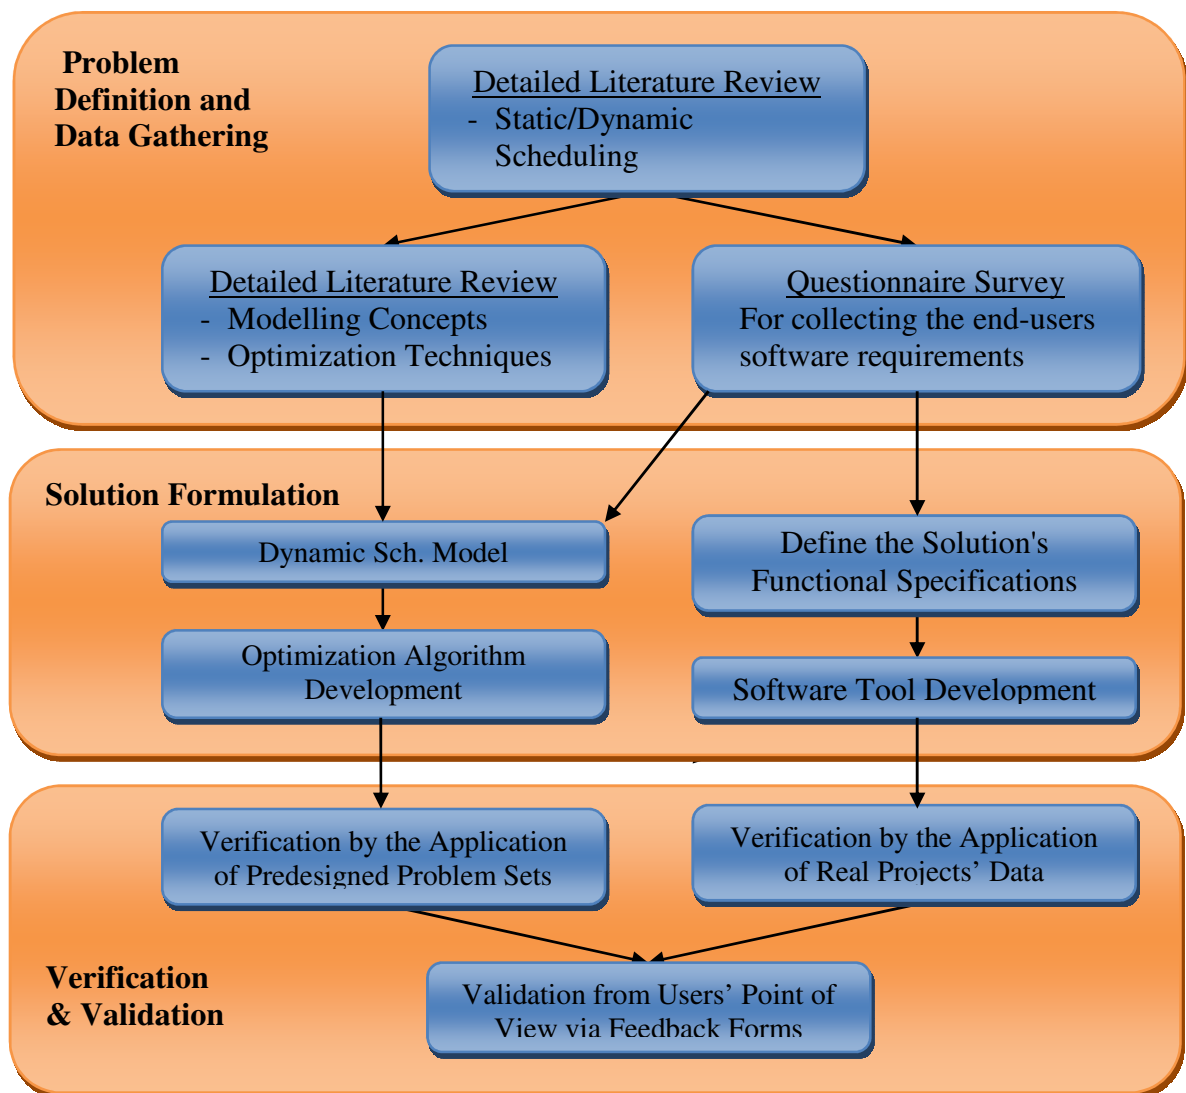 Problem
Definition and
Data Gathering
Detailed Literature Review
- Static/Dynamic
Scheduling
Detailed Literature Review
- Modelling Concepts
- Optimization Techniques
Questionnaire Survey
For collecting the end-users
software requirements
Solution Formulation
Dynamic Sch. Model
Optimization Algorithm
Development
Define the Solution's
Functional Specifications
Software Tool Development
Verification by the Application
of Predesigned Problem Sets
Verification by the Application
of Real Projects’ Data
Verification
& Validation
Validation from Users’ Point of
View via Feedback Forms